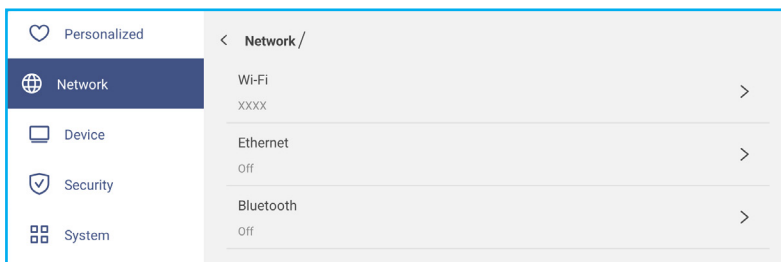 Personalized
Network
Device
Security
System
Network/
Wi-Fi
XXXX
Ethernet
Off
Bluetooth
Off